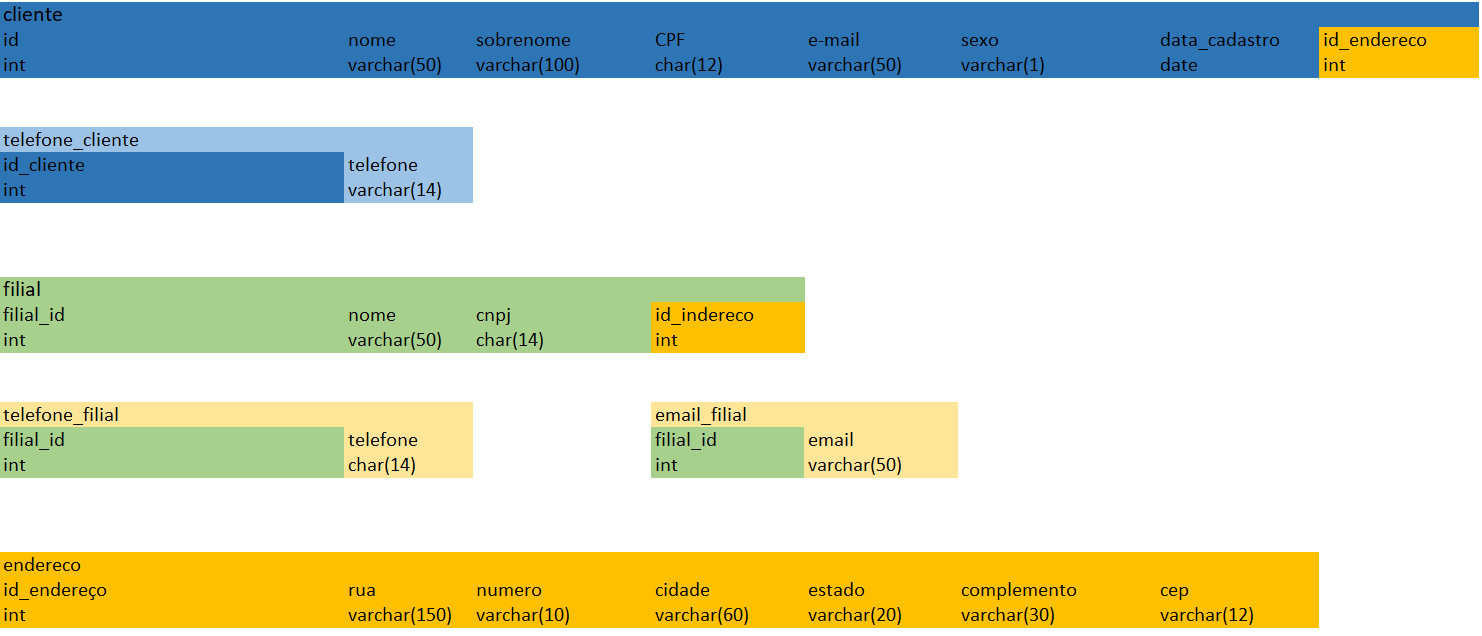 cliente
id nome sobrenome CPF e-mail sexo data_cadastro id_endereco
int varchar(50) varchar(100) char(12) varchar(50) varchar(1) date int
telefone_cliente
id_cliente telefone
int varchar(14)
filial
filial_id nome cnpj id_indereco
int varchar(50) char(14) int
telefone_filial email_filial
filial_id telefone filial_id email
int char(14) int varchar(50)
endereco
id_endereço rua numero cidade estado complemento cep
int varchar(150) varchar(10) varchar(60) varchar(20) varchar(30) varchar(12)